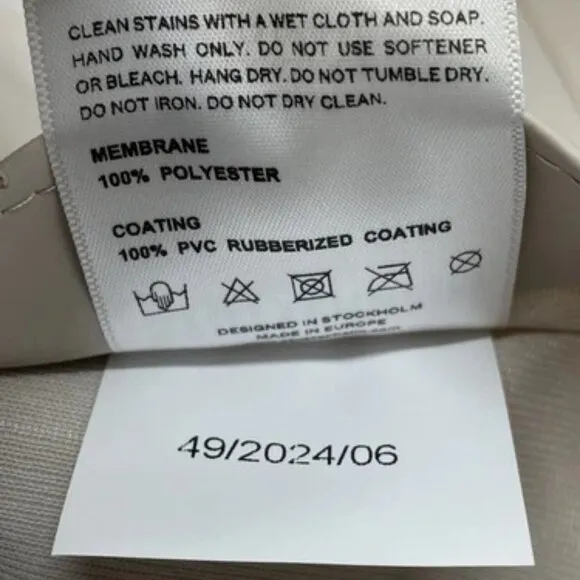 CLEAN STAINS WITH A WET CLOTH AND SOAP.
HAND WASH ONLY. DO NOT USE SOFTENER
OR BLEACH. HANG DRY. DO NOT TUMBLE DRY.
DO NOT IRON. DO NOT DRY CLEAN.
MEMBRANE
100% POLYESTER
COATING
100% PVC RUBBERIZED COATING
DESIGNED IN STOCKHOLM
MADE IN EUROPE
49/2024/06